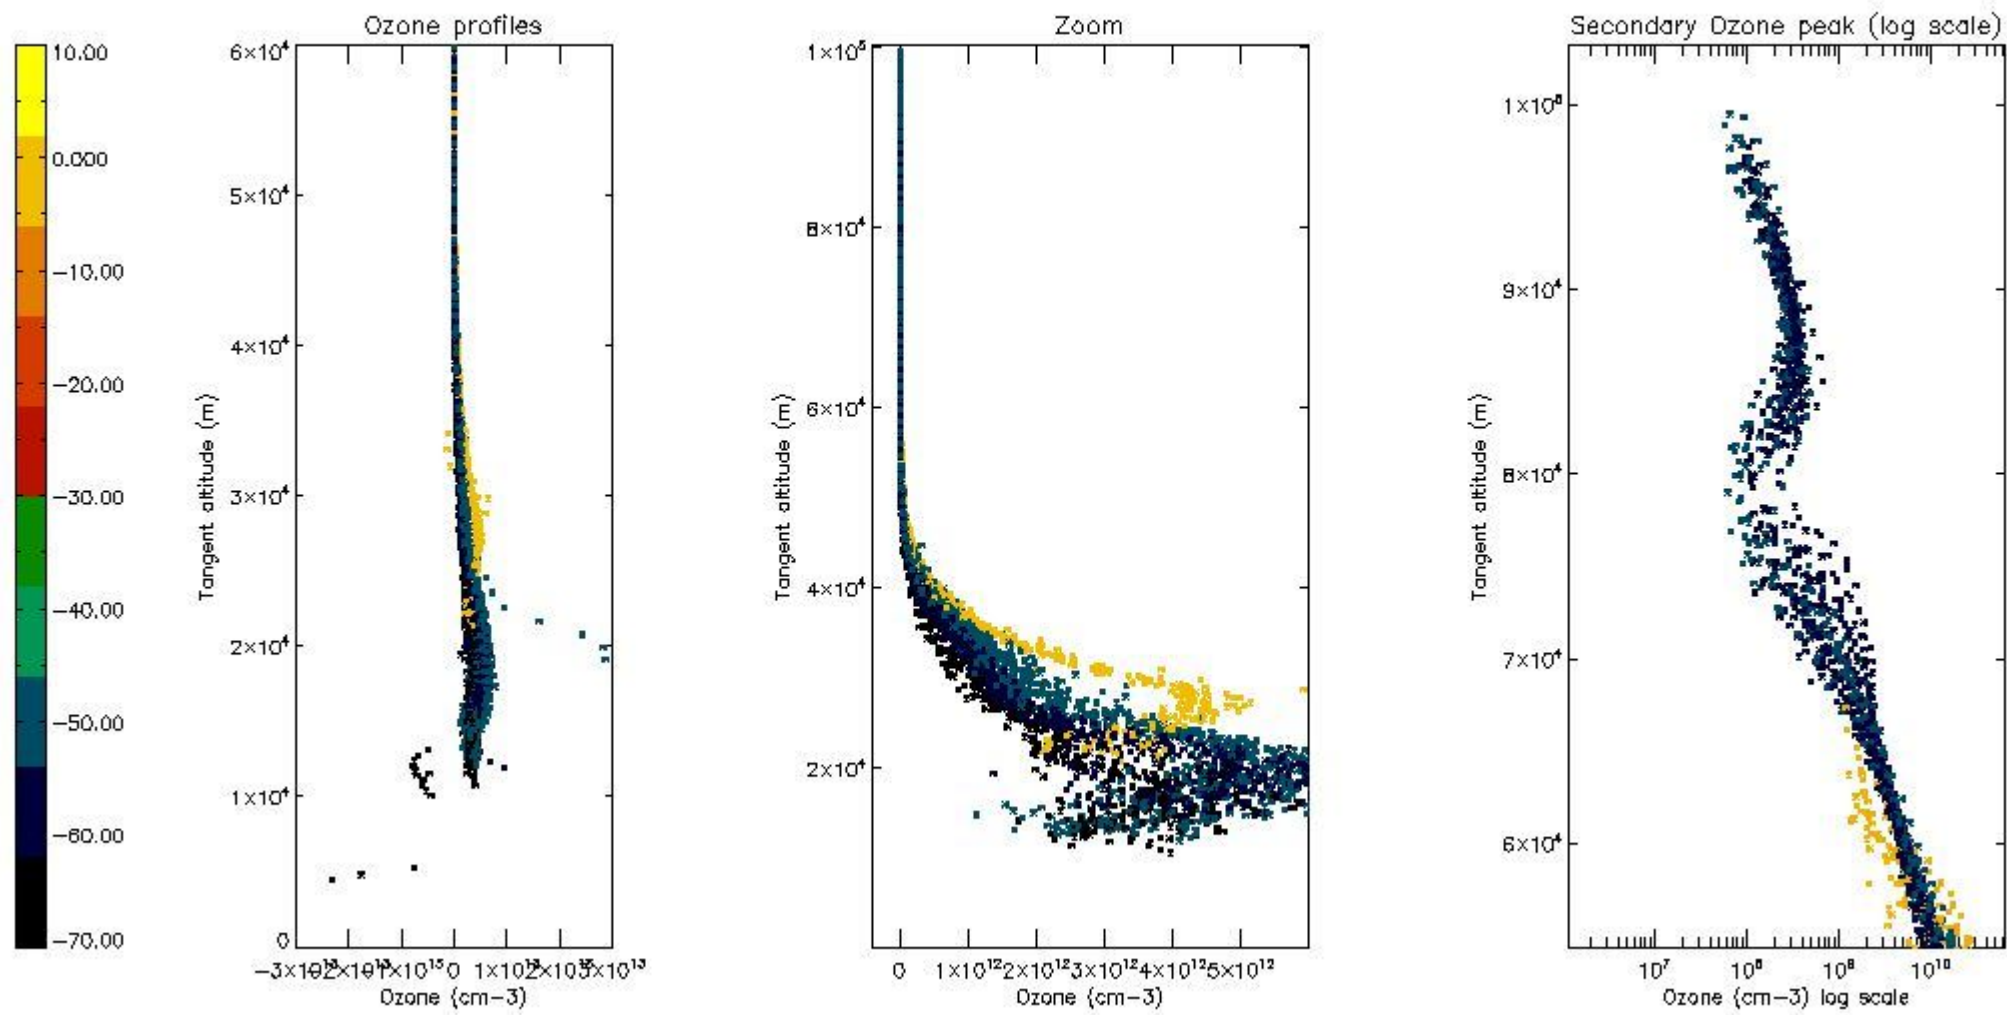 Ozone profiles
Zoom
Secondary Ozone peak (log scale)
10.00
0.000
−10.00
−20.00
−30.00
−40.00
−50.00
−60.00
−70.00
6×10⁴
5×10⁴
4×10⁴
3×10⁴
2×10⁴
1×10⁴
0
Tangent altitude (m)
0
Ozone (cm−3)
1×10⁵
8×10⁴
6×10⁴
4×10⁴
2×10⁴
Tangent altitude (m)
0 1×10¹² 2×10¹² 3×10¹² 4×10¹² 5×10¹²
Ozone (cm−3)
9×10⁴
8×10⁴
7×10⁴
6×10⁴
Tangent altitude (m)
10⁷ 10⁸ 10⁹ 10¹⁰
Ozone (cm−3) log scale